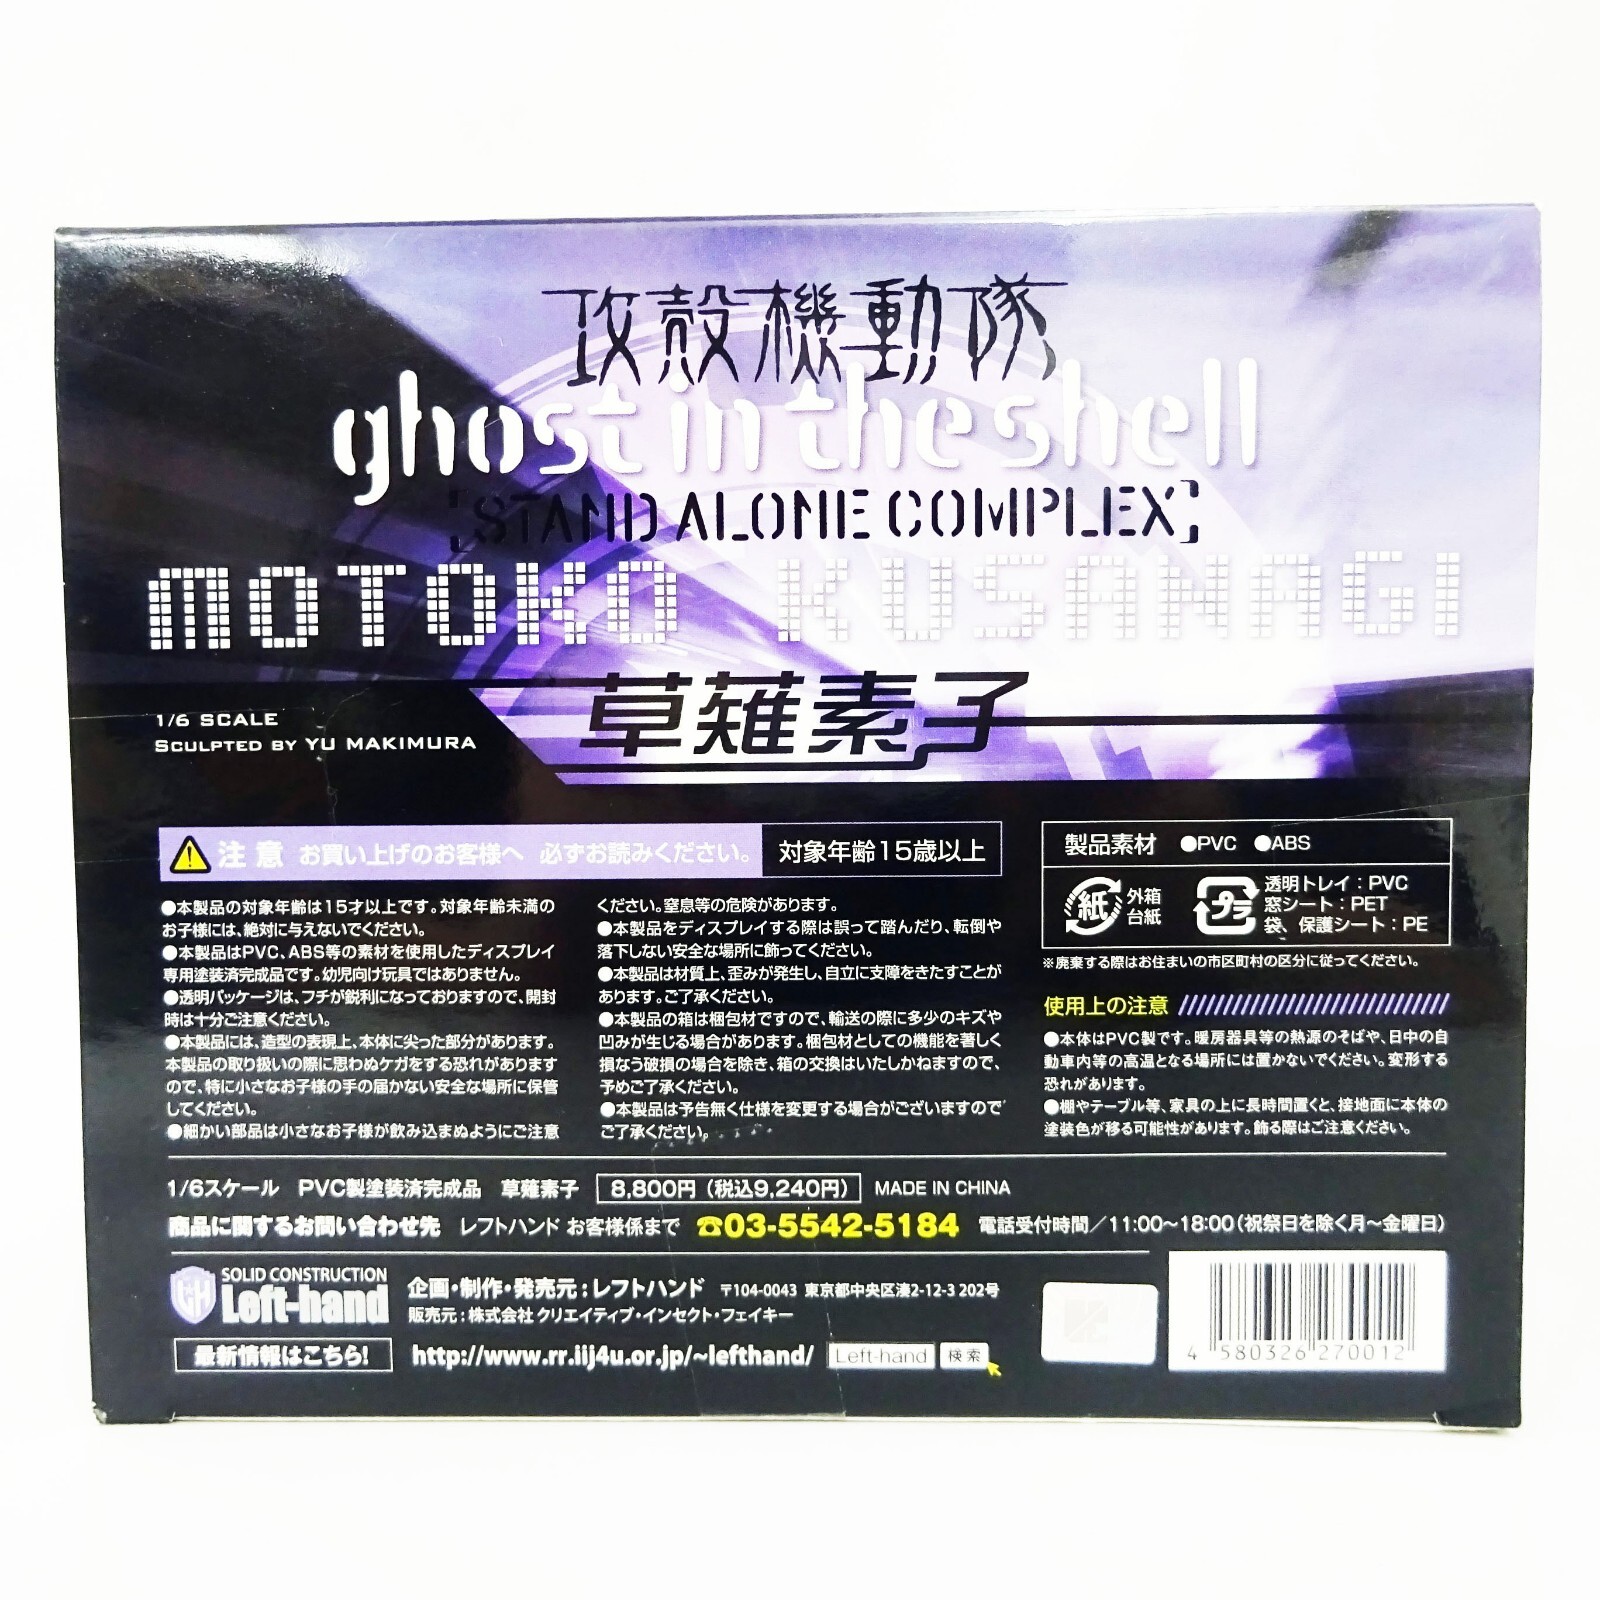 攻殻機動隊
ghost in the shell
[STAND ALONE COMPLEX]
MOTOKO KUSANAGI
草薙素子
1/6 SCALE
SCULPTED BY YU MAKIMURA
注意 お買い上げのお客様へ 必ずお読みください。
対象年齢15歳以上
●本製品の対象年齢は15才以上です。対象年齢未満の
お子様には、絶対に与えないでください。
●本製品はPVC、ABS等の素材を使用したディスプレイ
専用塗装済完成品です。幼児向け玩具ではありません。
●透明パッケージは、フチが鋭利になっておりますので、開封
時は十分ご注意ください。
●本製品には、造型の表現上、本体に尖った部分があります。
本製品の取り扱いの際に思わぬケガをする恐れがあります
ので、特に小さなお子様の手の届かない安全な場所に保管
してください。
●細かい部品は小さなお子様が飲み込まぬようにご注意
ください。窒息等の危険があります。
●本製品をディスプレイする際は誤って踏んだり、転倒や
落下しない安全な場所に飾ってください。
●本製品は材質上、歪みが発生し、自立に支障をきたすことが
あります。ご了承ください。
●本製品の箱は梱包材ですので、輸送の際に多少のキズや
凹みが生じる場合があります。梱包材としての機能を著しく
損なう破損の場合を除き、箱の交換はいたしかねますので、
予めご了承ください。
●本製品は予告無く仕様を変更する場合がございますので
ご了承ください。
製品素材 ●PVC ●ABS
紙 外箱
台紙
プラ 透明トレイ:PVC
窓シート:PET
袋、保護シート:PE
※廃棄する際はお住まいの市区町村の区分に従ってください。
使用上の注意
●本体はPVC製です。暖房器具等の熱源のそばや、日中の自
動車内等の高温となる場所には置かないでください。変形する
恐れがあります。
●棚やテーブル等、家具の上に長時間置くと、接地面に本体の
塗装色が移る可能性があります。飾る際はご注意ください。
1/6スケール PVC製塗装済完成品 草薙素子 8,800円(税込9,240円) MADE IN CHINA
商品に関するお問い合わせ先 レフトハンド お客様係まで ☎03-5542-5184 電話受付時間/11:00〜18:00(祝祭日を除く月〜金曜日)
LH SOLID CONSTRUCTION
Left-hand
企画・制作・発売元:レフトハンド 〒104-0043 東京都中央区湊2-12-3 202号
販売元:株式会社クリエイティブ・インセクト・フェイキー
最新情報はこちら! http://www.rr.iij4u.or.jp/~lefthand/ Left-hand 検索
4 580326 270012